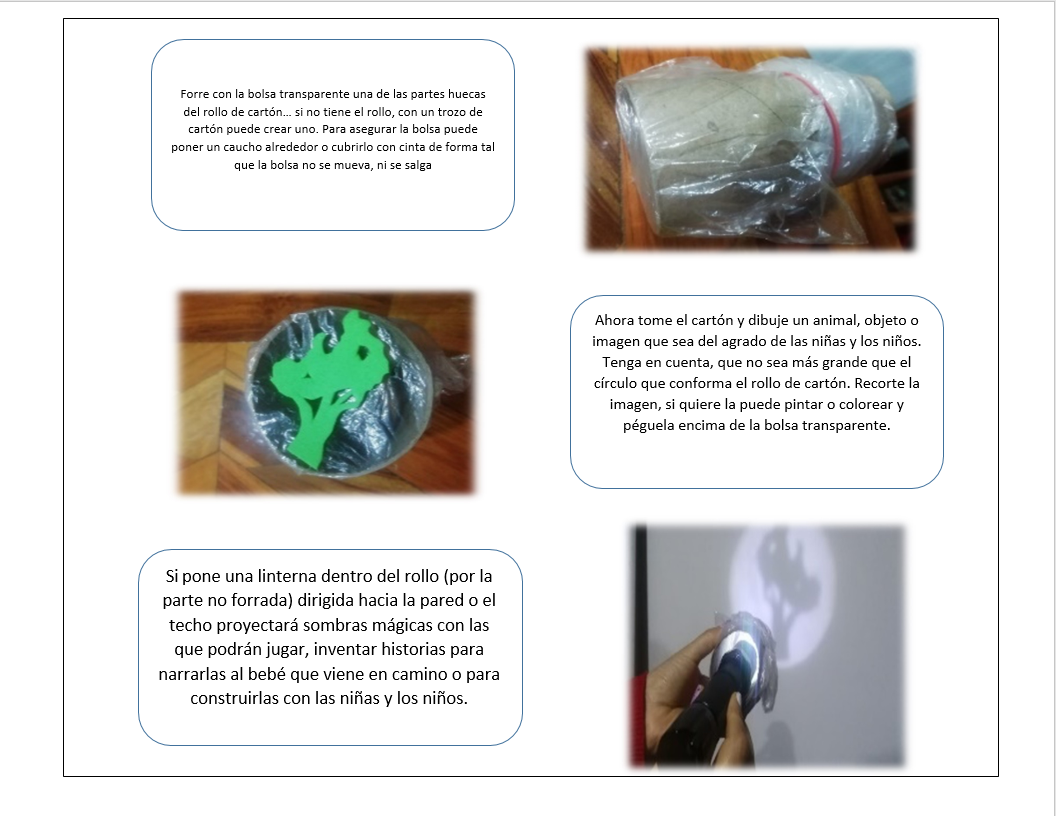 Forre con la bolsa transparente una de las partes huecas
del rollo de cartón… si no tiene el rollo, con un trozo de
cartón puede crear uno. Para asegurar la bolsa puede
poner un caucho alrededor o cubrirlo con cinta de forma tal
que la bolsa no se mueva, ni se salga
Ahora tome el cartón y dibuje un animal, objeto o
imagen que sea del agrado de las niñas y los niños.
Tenga en cuenta, que no sea más grande que el
círculo que conforma el rollo de cartón. Recorte la
imagen, si quiere la puede pintar o colorear y
péguela encima de la bolsa transparente.
Si pone una linterna dentro del rollo (por la
parte no forrada) dirigida hacia la pared o el
techo proyectará sombras mágicas con las
que podrán jugar, inventar historias para
narrarlas al bebé que viene en camino o para
construirlas con las niñas y los niños.